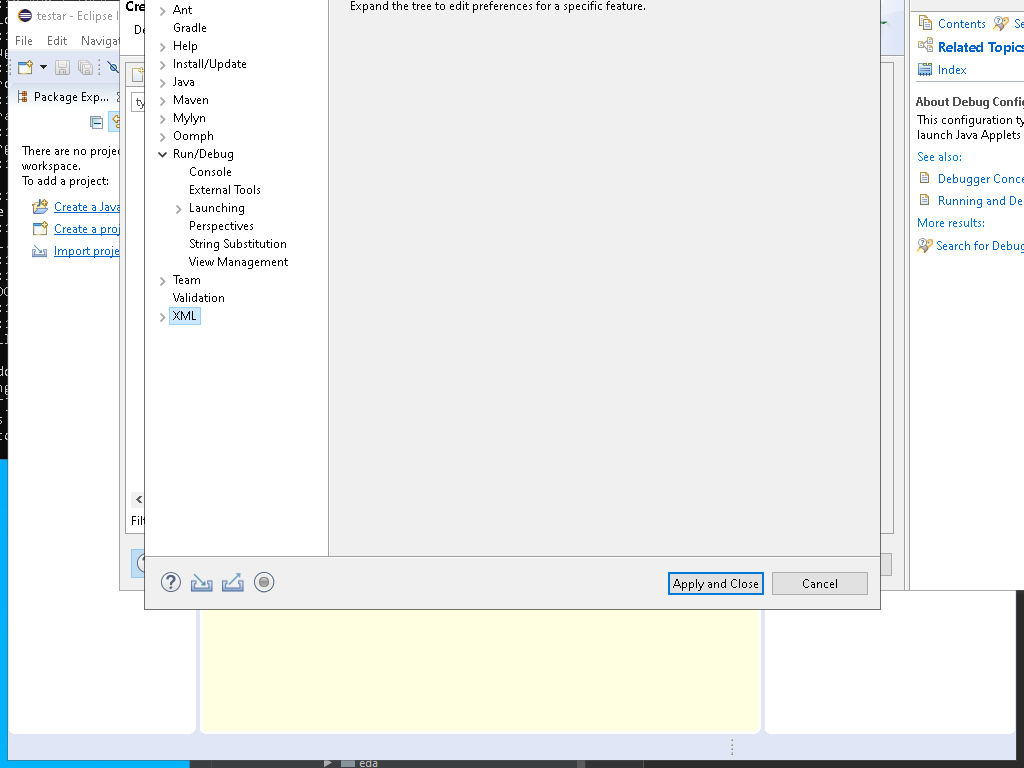 testar - Eclipse I
File Edit Navigat
Package Exp...
There are no proje
workspace.
To add a project:
Create a Java
Create a proj
Import proje
Cre
De
ty
Filt
Ant
Gradle
Help
Install/Update
Java
Maven
Mylyn
Oomph
Run/Debug
Console
External Tools
Launching
Perspectives
String Substitution
View Management
Team
Validation
XML
Expand the tree to edit preferences for a specific feature.
Apply and Close
Cancel
Contents
Se
Related Topics
Index
About Debug Config
This configuration ty
launch Java Applets
See also:
Debugger Conce
Running and De
More results:
Search for Debug
eda